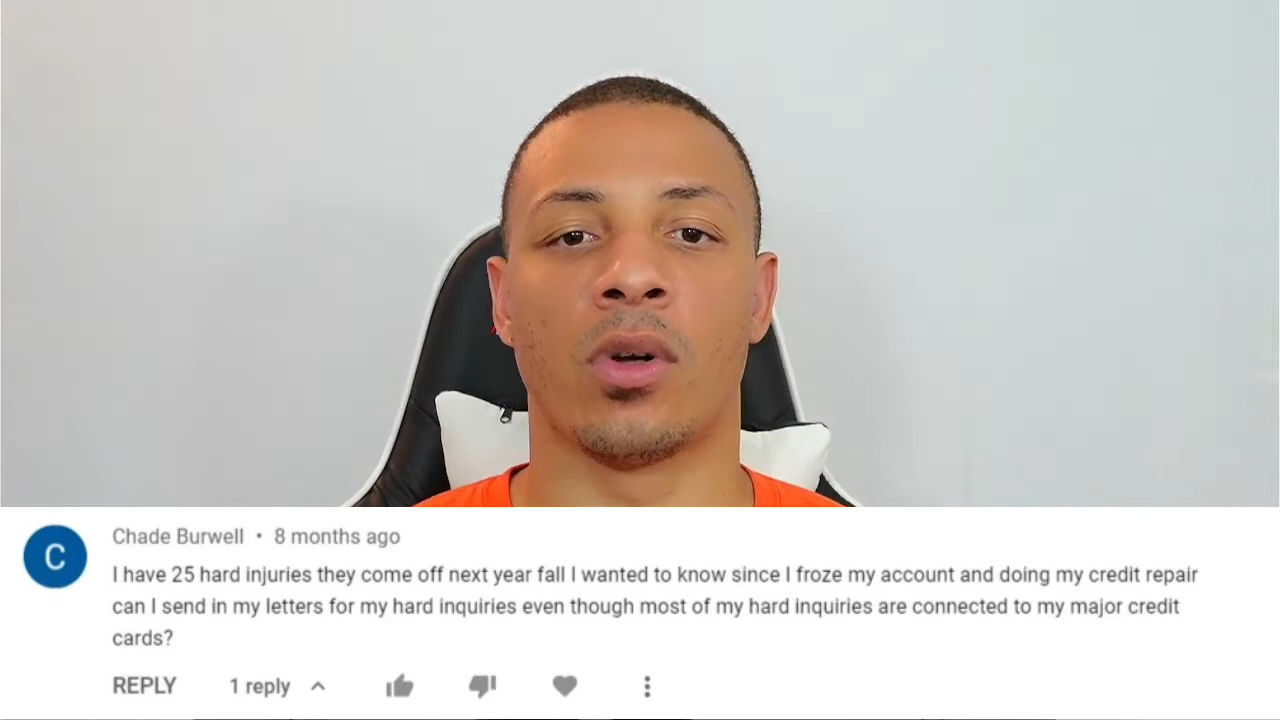 C
Chade Burwell • 8 months ago
I have 25 hard injuries they come off next year fall I wanted to know since I froze my account and doing my credit repair
can I send in my letters for my hard inquiries even though most of my hard inquiries are connected to my major credit
cards?
REPLY 1 reply